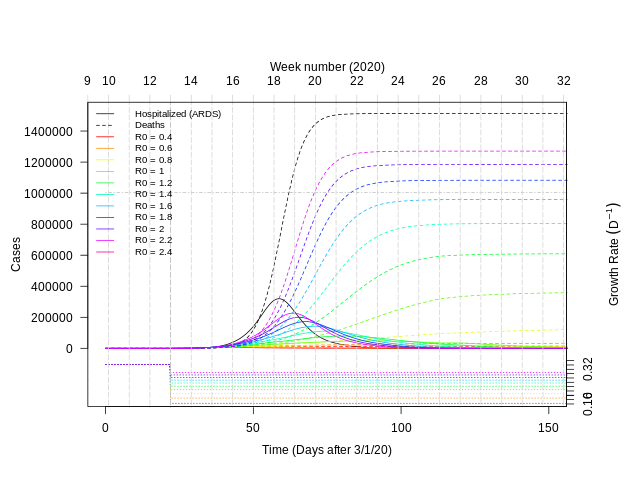 Week number (2020)
9 10 12 14 16 18 20 22 24 26 28 30 32
Hospitalized (ARDS)
Deaths
R0 = 0.4
R0 = 0.6
R0 = 0.8
R0 = 1
R0 = 1.2
R0 = 1.4
R0 = 1.6
R0 = 1.8
R0 = 2
R0 = 2.2
R0 = 2.4
1400000
1200000
1000000
800000
600000
400000
200000
0
Cases
Growth Rate (D⁻¹)
0.32
0.16
0 50 100 150
Time (Days after 3/1/20)